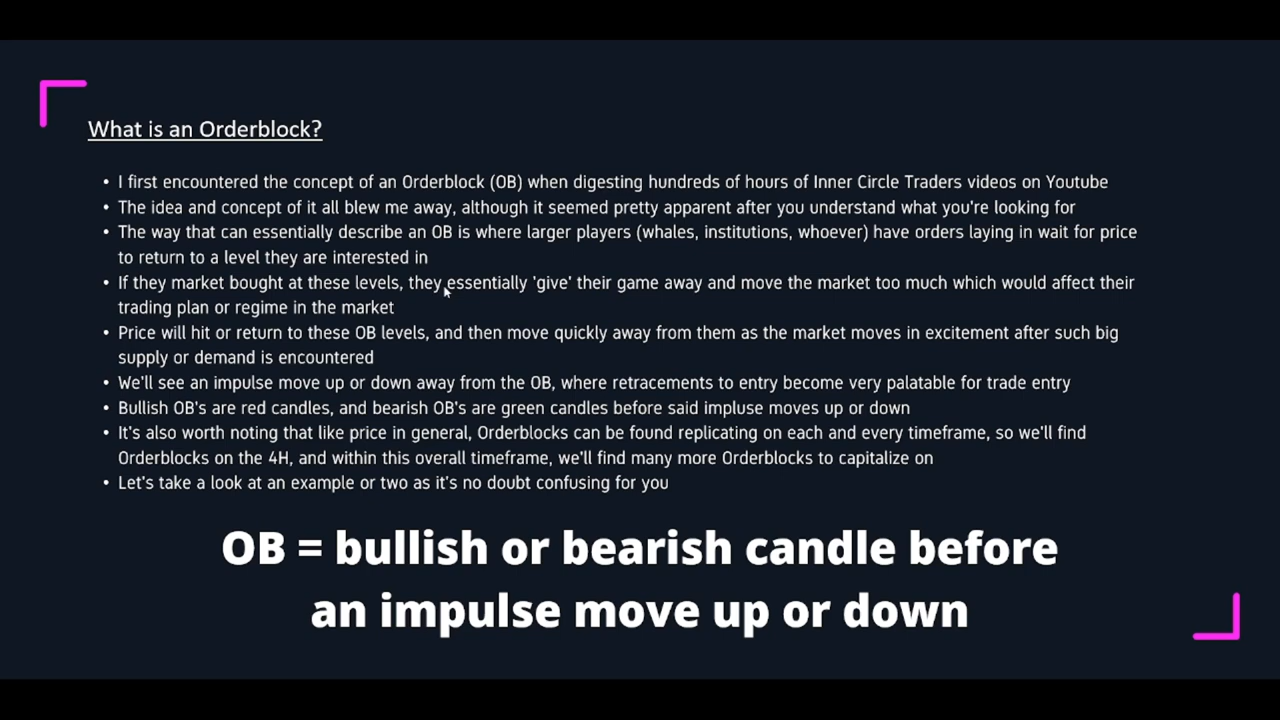 What is an Orderblock?
• I first encountered the concept of an Orderblock (OB) when digesting hundreds of hours of Inner Circle Traders videos on Youtube
• The idea and concept of it all blew me away, although it seemed pretty apparent after you understand what you're looking for
• The way that can essentially describe an OB is where larger players (whales, institutions, whoever) have orders laying in wait for price
to return to a level they are interested in
• If they market bought at these levels, they essentially 'give' their game away and move the market too much which would affect their
trading plan or regime in the market
• Price will hit or return to these OB levels, and then move quickly away from them as the market moves in excitement after such big
supply or demand is encountered
• We'll see an impulse move up or down away from the OB, where retracements to entry become very palatable for trade entry
• Bullish OB's are red candles, and bearish OB's are green candles before said impluse moves up or down
• It's also worth noting that like price in general, Orderblocks can be found replicating on each and every timeframe, so we'll find
Orderblocks on the 4H, and within this overall timeframe, we'll find many more Orderblocks to capitalize on
• Let's take a look at an example or two as it's no doubt confusing for you
OB = bullish or bearish candle before
an impulse move up or down